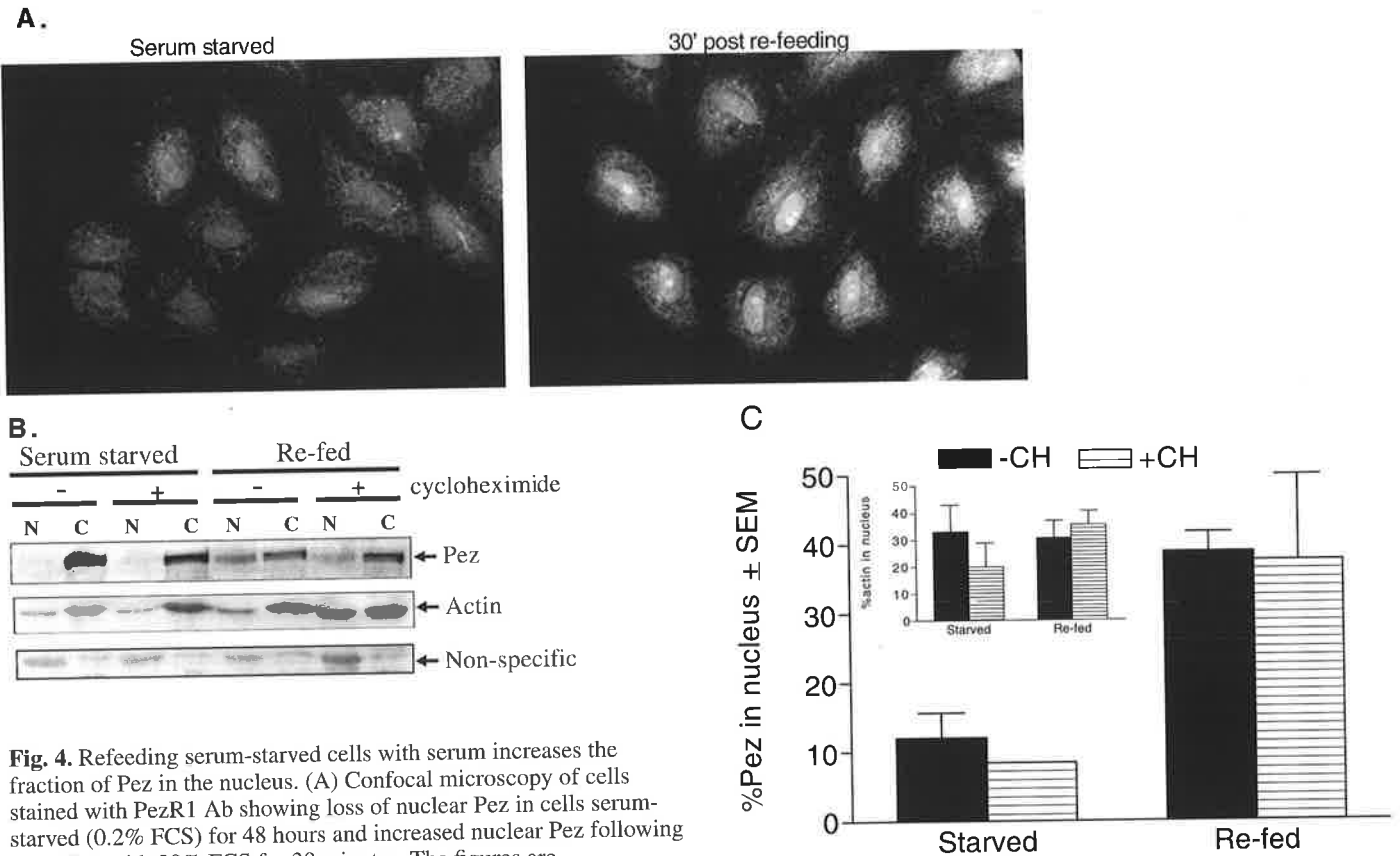 A.
Serum starved
30' post re-feeding
B.
Serum starved Re-fed
- + - + cycloheximide
N C N C N C N C
Pez
Actin
Non-specific
Fig. 4. Refeeding serum-starved cells with serum increases the
fraction of Pez in the nucleus. (A) Confocal microscopy of cells
stained with PezR1 Ab showing loss of nuclear Pez in cells serum-
starved (0.2% FCS) for 48 hours and increased nuclear Pez following
C
-CH +CH
%Pez in nucleus ± SEM
50
40
30
20
10
0
Starved Re-fed
%actin in nucleus
50
40
30
20
10
0
Starved Re-fed